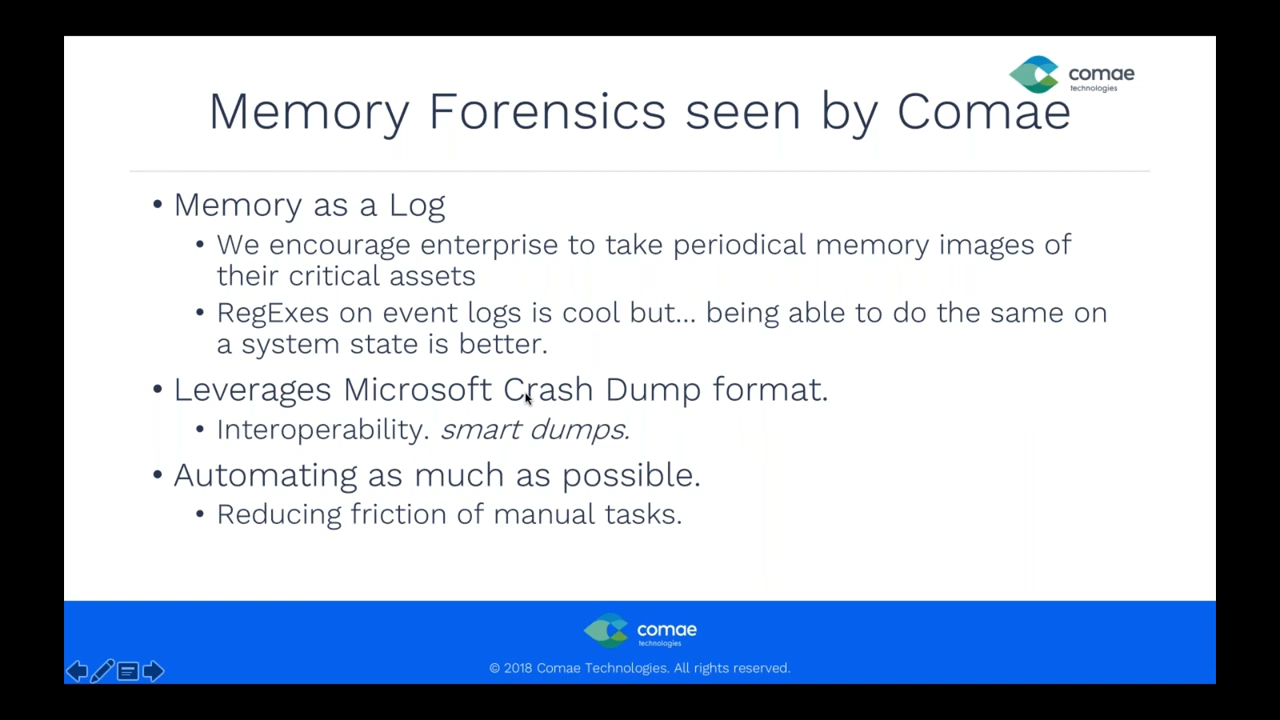 comae
technologies
Memory Forensics seen by Comae
• Memory as a Log
• We encourage enterprise to take periodical memory images of
their critical assets
• RegExes on event logs is cool but... being able to do the same on
a system state is better.
• Leverages Microsoft Crash Dump format.
• Interoperability. smart dumps.
• Automating as much as possible.
• Reducing friction of manual tasks.
comae
technologies
© 2018 Comae Technologies. All rights reserved.